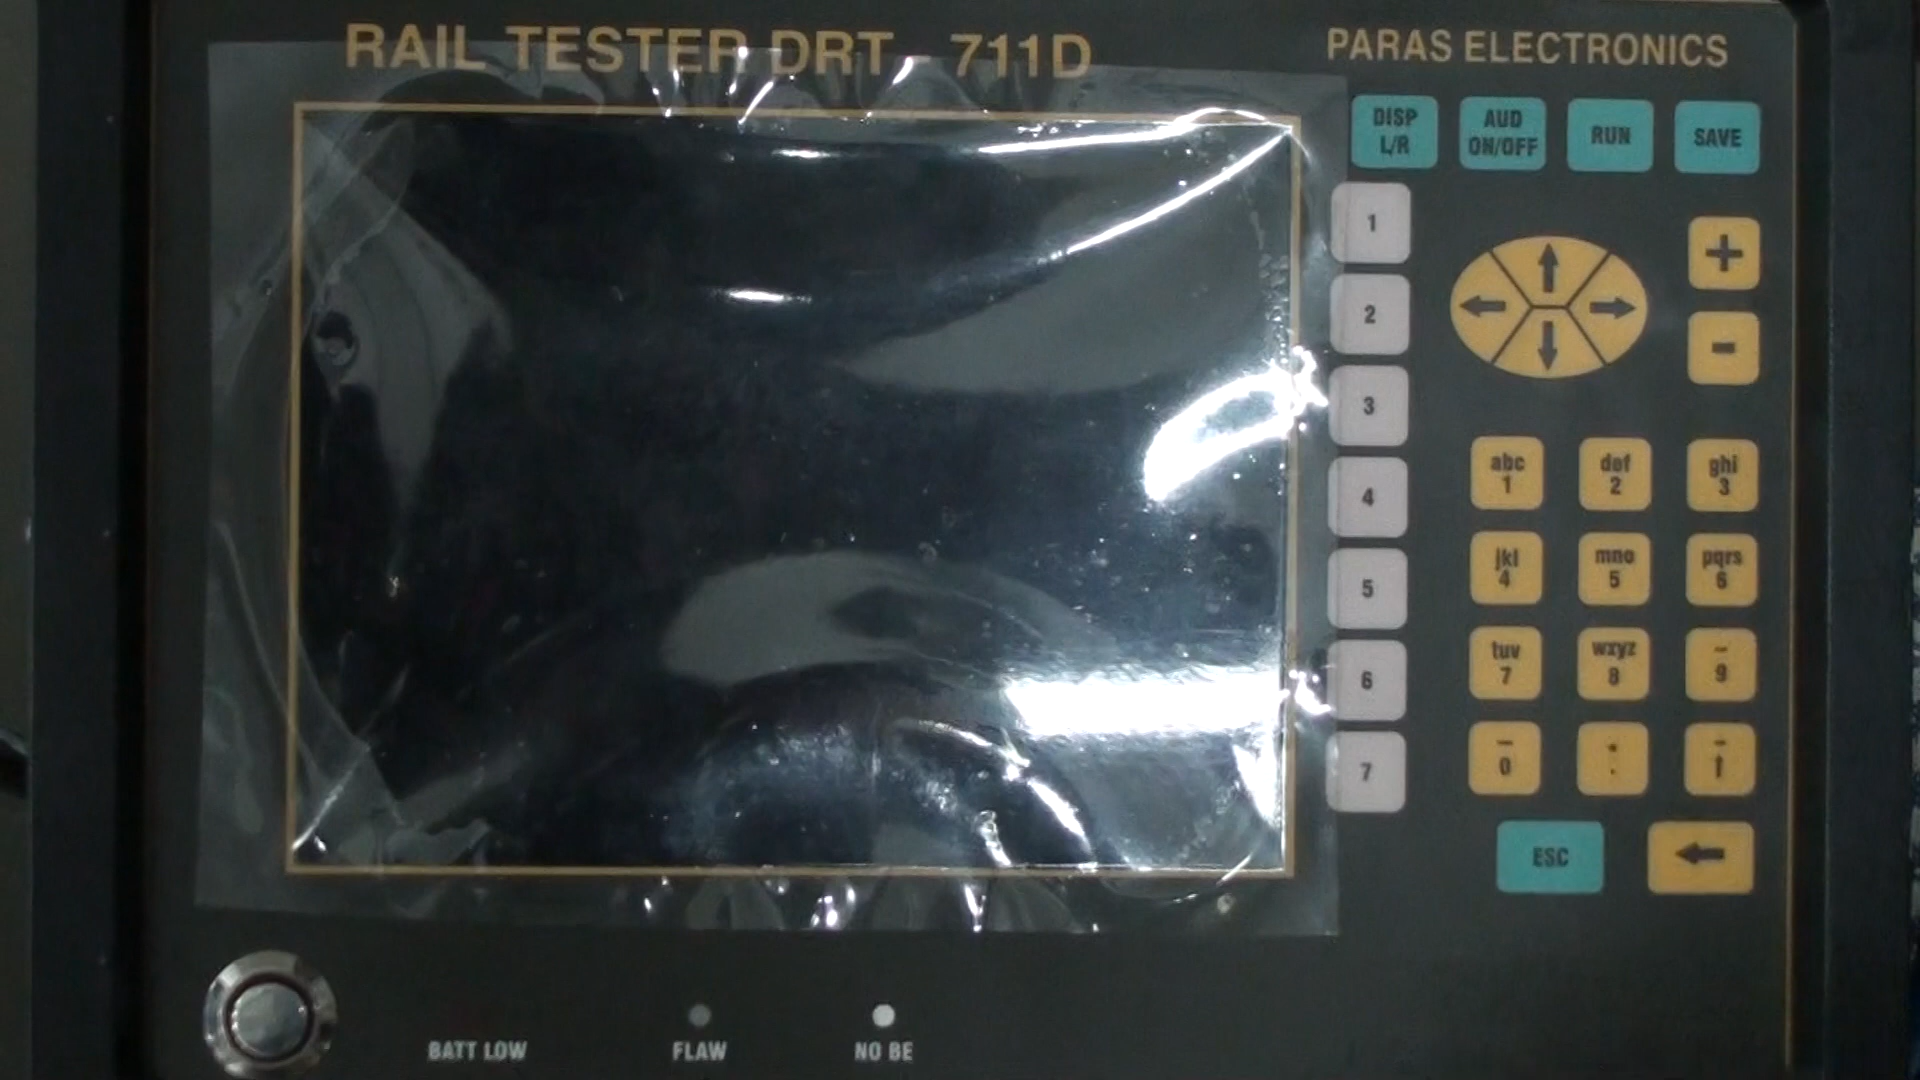 RAIL TESTER DRT - 711D
PARAS ELECTRONICS
DISP
L/R
AUD
ON/OFF
RUN
SAVE
1
2
3
4
5
6
7
+
-
abc
1
def
2
ghi
3
jkl
4
mno
5
pqrs
6
tuv
7
wxyz
8
9
0
ESC
BATT LOW
FLAW
NO BE